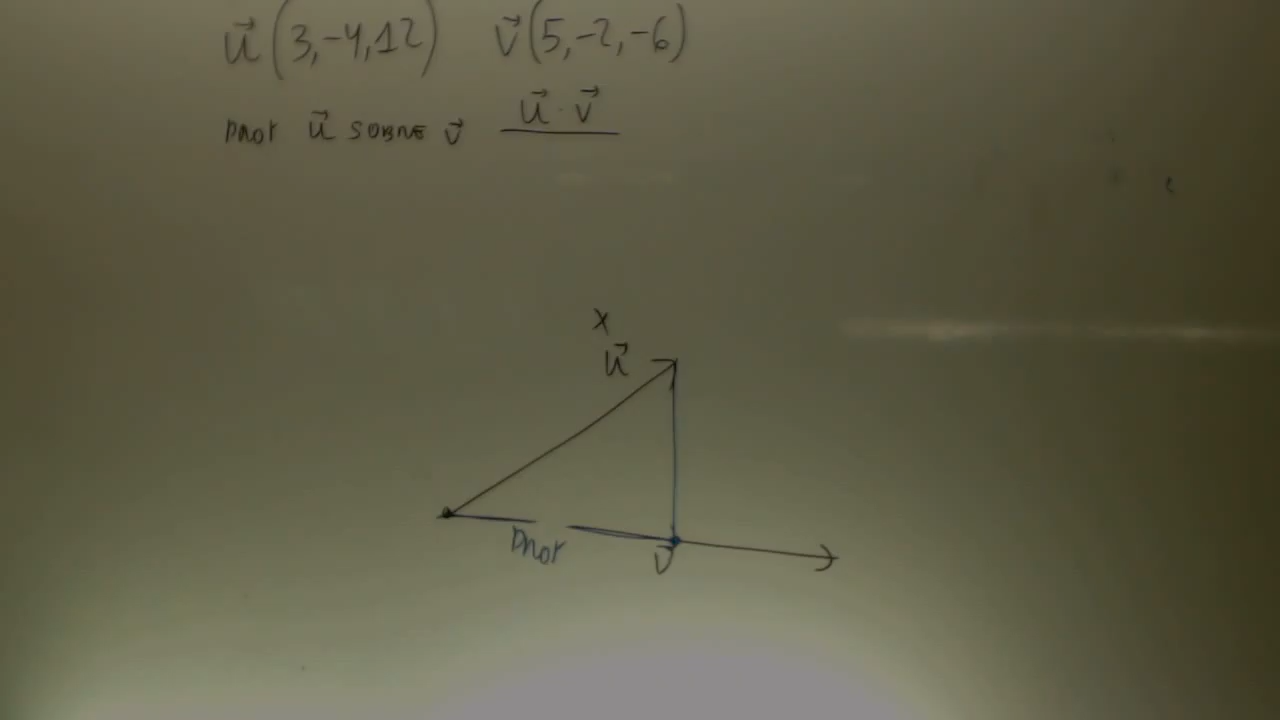 u⃗(3,-4,12) v⃗(5,-2,-6)
PROY u⃗ SOBRE v⃗ u⃗ · v⃗
x
u⃗
PROY
v⃗